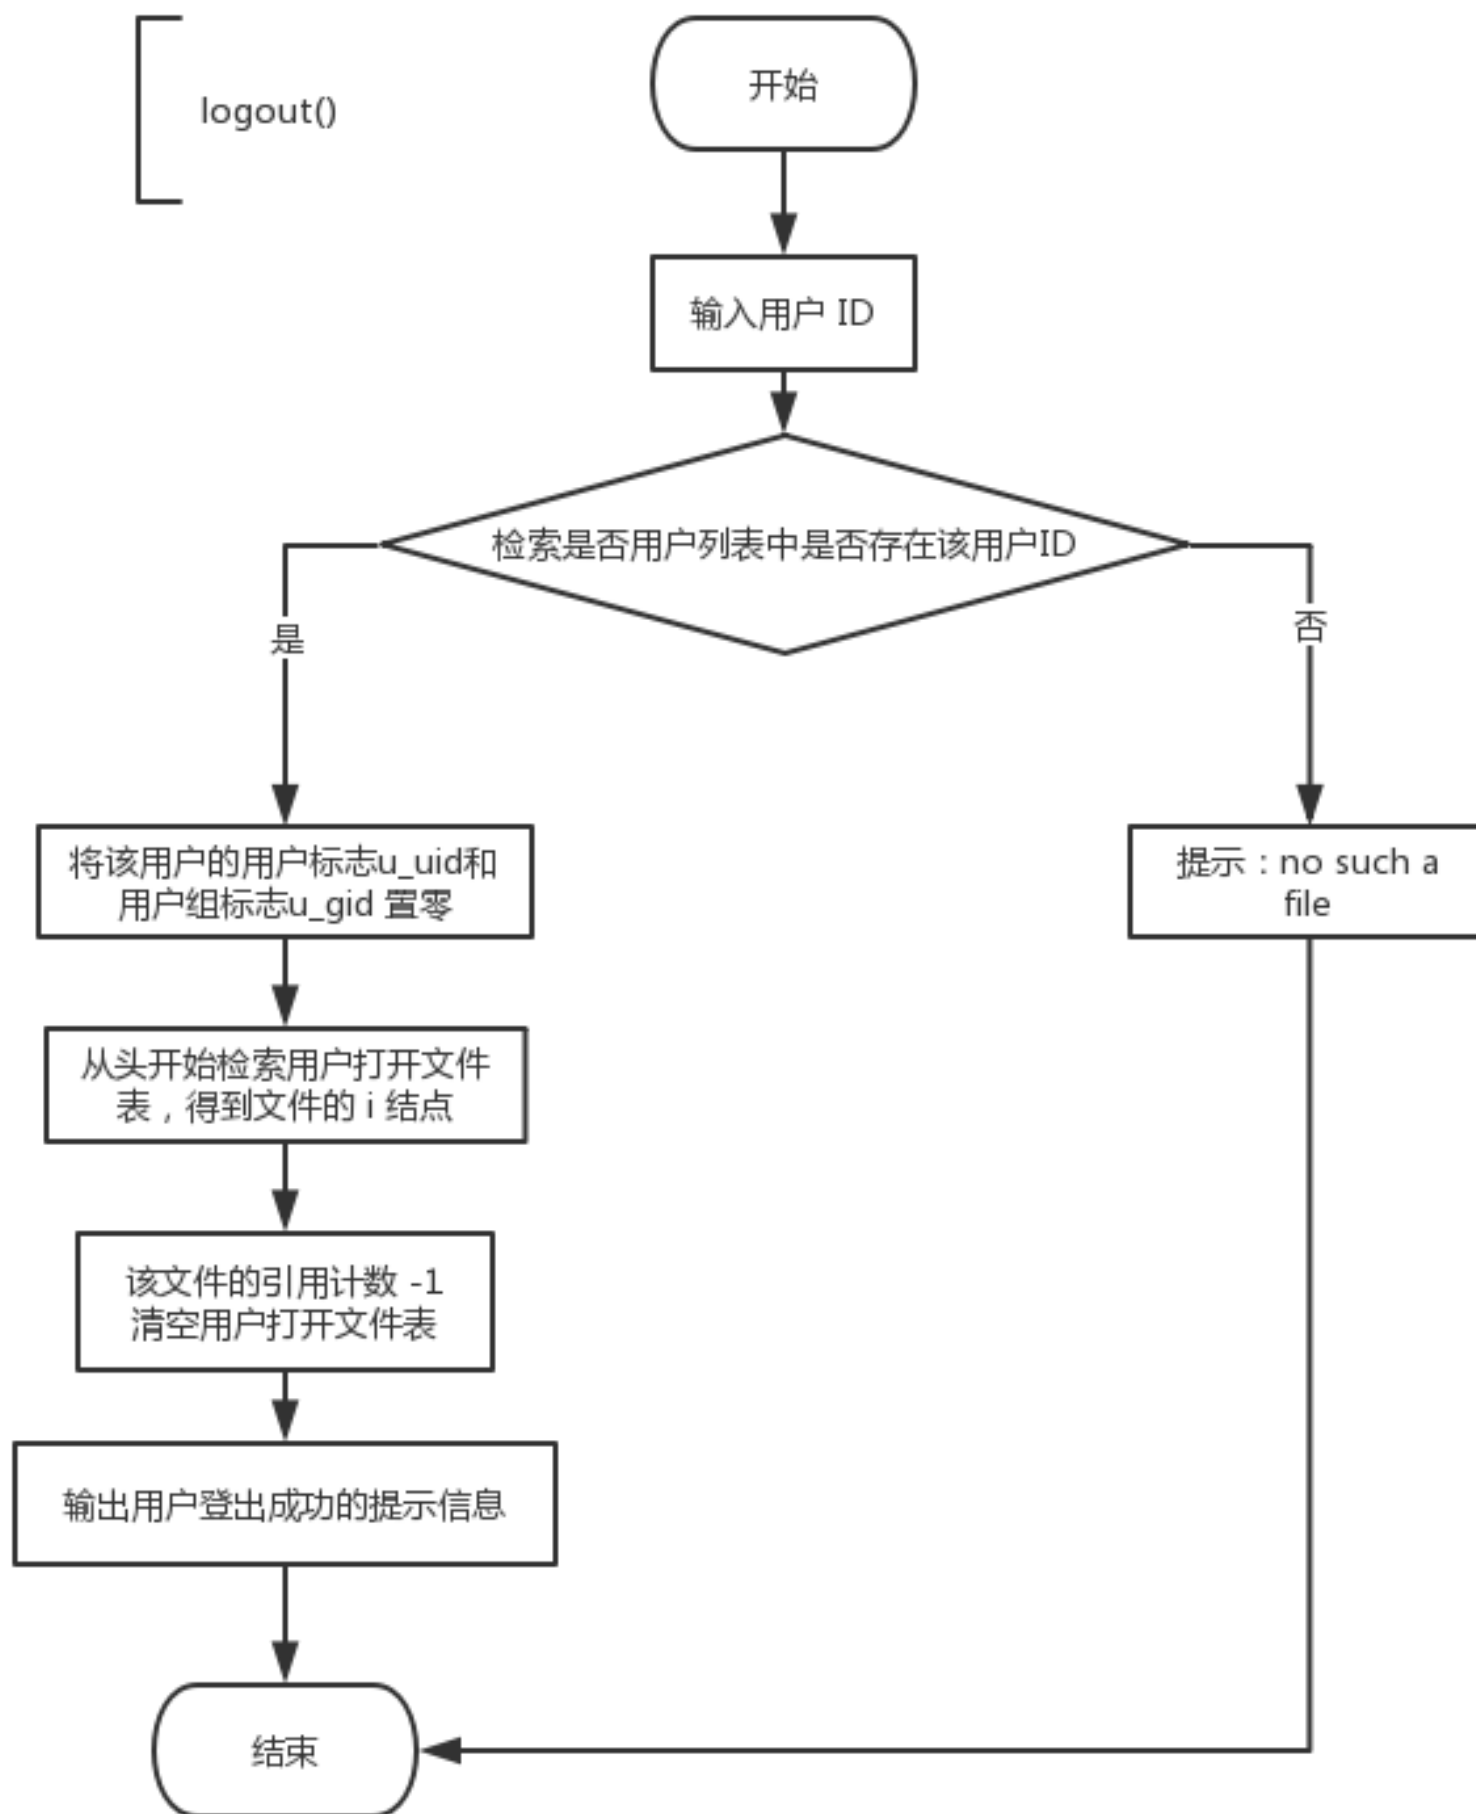 logout()
开始
输入用户 ID
检索是否用户列表中是否存在该用户ID
是
否
将该用户的用户标志u_uid和
用户组标志u_gid 置零
提示：no such a
file
从头开始检索用户打开文件
表，得到文件的 i 结点
该文件的引用计数 -1
清空用户打开文件表
输出用户登出成功的提示信息
结束